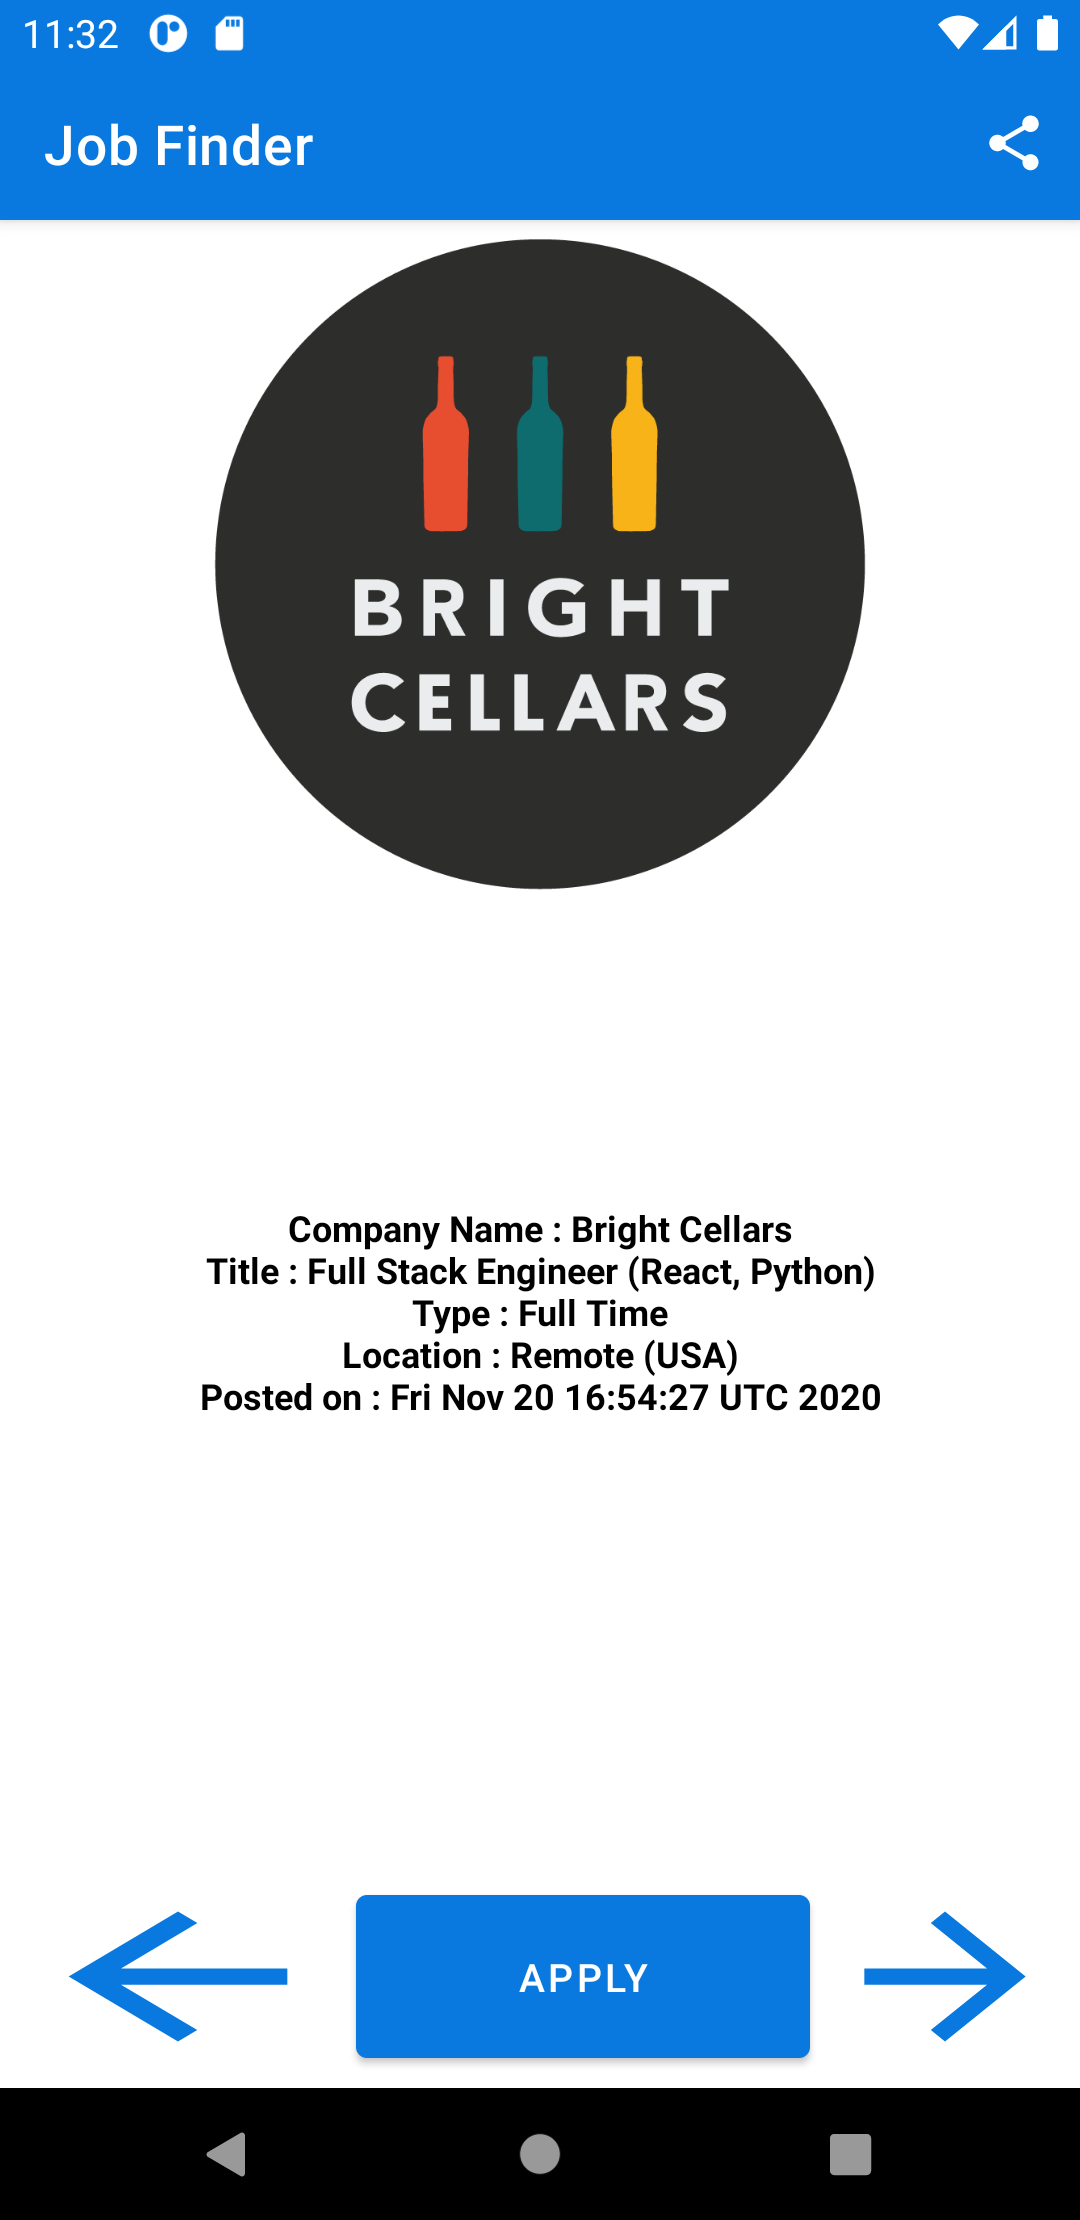 11:32
Job Finder
BRIGHT
CELLARS
Company Name : Bright Cellars
Title : Full Stack Engineer (React, Python)
Type : Full Time
Location : Remote (USA)
Posted on : Fri Nov 20 16:54:27 UTC 2020
APPLY